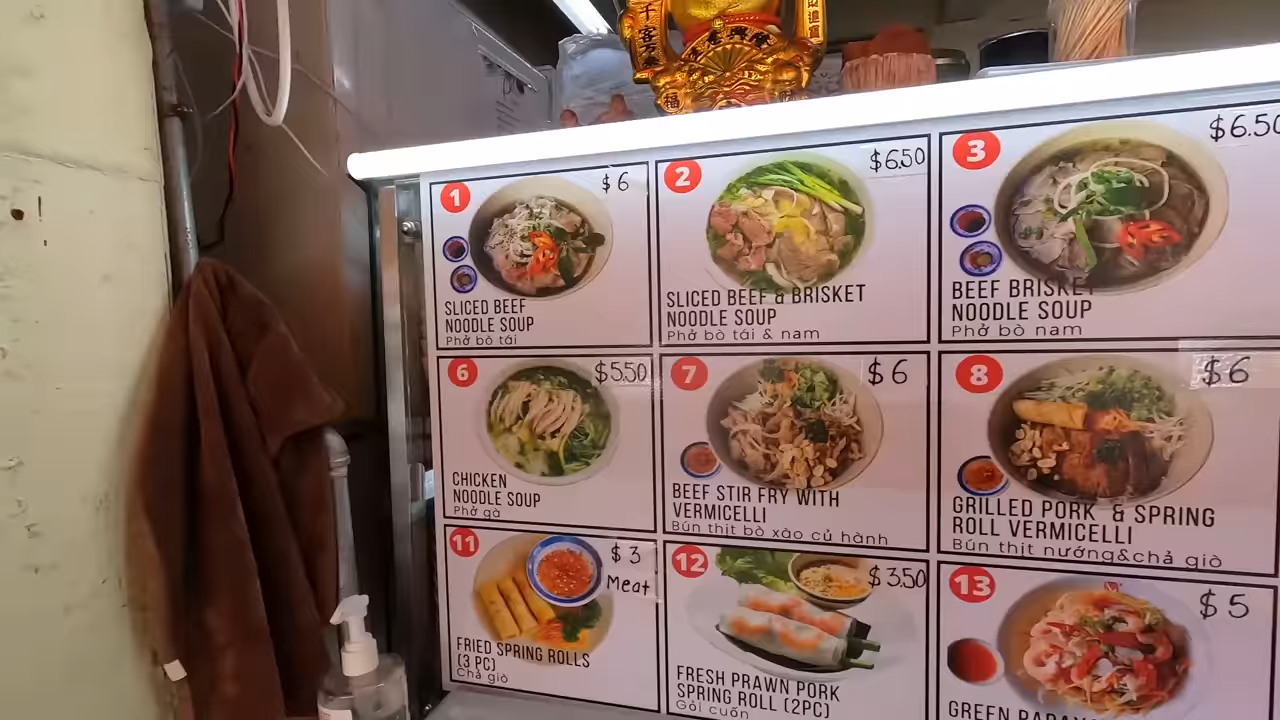 1
$6
SLICED BEEF
NOODLE SOUP
Phở bò tái
2
$6.50
SLICED BEEF & BRISKET
NOODLE SOUP
Phở bò tái & nam
3
$6.50
BEEF BRISKET
NOODLE SOUP
Phở bò nam
6
$5.50
CHICKEN
NOODLE SOUP
Phở gà
7
$6
BEEF STIR FRY WITH
VERMICELLI
Bún thịt bò xào củ hành
8
$6
GRILLED PORK & SPRING
ROLL VERMICELLI
Bún thịt nướng&chả giò
11
$3
Meat
FRIED SPRING ROLLS
(3 PC)
Chả giò
12
$3.50
FRESH PRAWN PORK
SPRING ROLL (2PC)
Gỏi cuốn
13
$5
GREEN